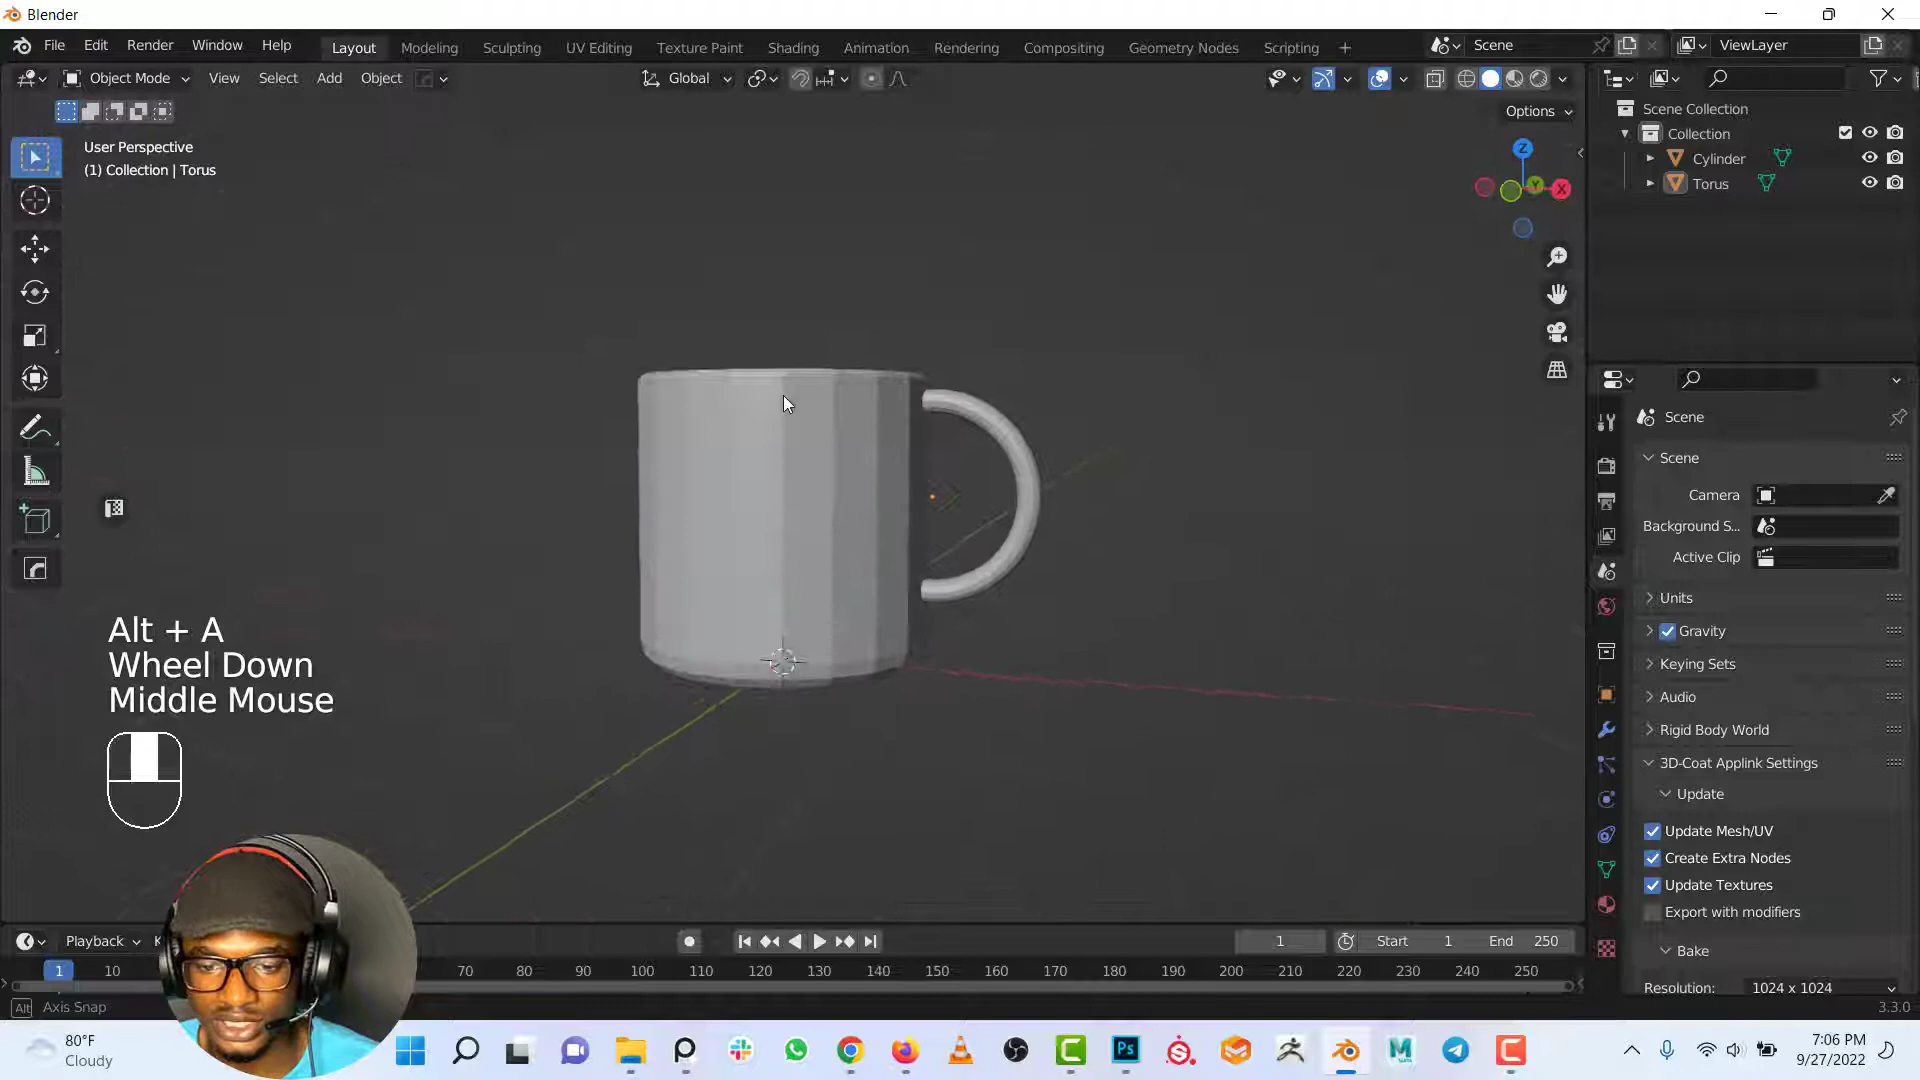 Blender
File Edit Render Window Help Layout Modeling Sculpting UV Editing Texture Paint Shading Animation Rendering Compositing Geometry Nodes Scripting + Scene ViewLayer
Object Mode View Select Add Object Global
Options
User Perspective
(1) Collection | Torus
Z
Y
X
Scene Collection
Collection
Cylinder
Torus
Scene
Scene
Camera
Background S...
Active Clip
Units
Gravity
Keying Sets
Audio
Rigid Body World
3D-Coat Applink Settings
Update
Update Mesh/UV
Create Extra Nodes
Update Textures
Export with modifiers
Bake
Resolution: 1024 x 1024
Alt + A
Wheel Down
Middle Mouse
Playback K 1 Start 1 End 250
1 10 70 80 90 100 110 120 130 140 150 160 170 180 190 200 210 220 230 240 250
Alt Axis Snap 3.3.0
80°F
Cloudy
Ps
7:06 PM
9/27/2022